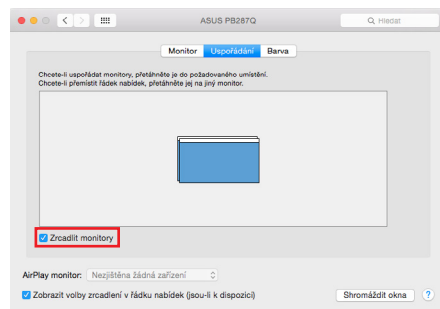 ASUS PB287Q
Hledat
Monitor Uspořádání Barva
Chcete-li uspořádat monitory, přetáhněte je do požadovaného umístění.
Chcete-li přemístit řádek nabídek, přetáhněte jej na jiný monitor.
Zrcadlit monitory
AirPlay monitor: Nezjištěna žádná zařízení
Zobrazit volby zrcadlení v řádku nabídek (jsou-li k dispozici) Shromáždit okna ?